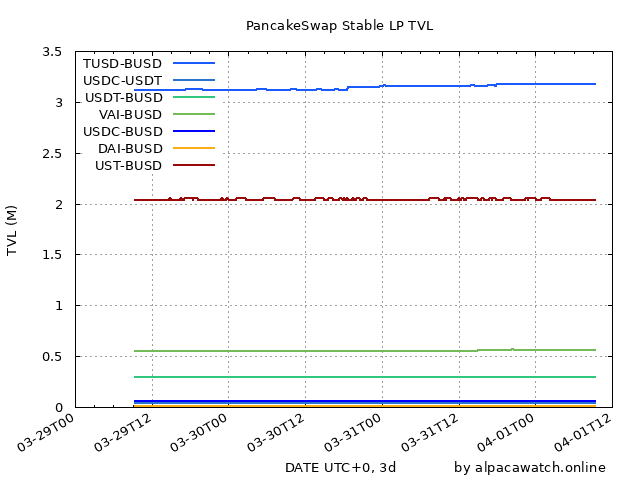 PancakeSwap Stable LP TVL
3.5
3
2.5
2
1.5
1
0.5
0
TVL (M)
TUSD-BUSD
USDC-USDT
USDT-BUSD
VAI-BUSD
USDC-BUSD
DAI-BUSD
UST-BUSD
03-29T00
03-29T12
03-30T00
03-30T12
03-31T00
03-31T12
04-01T00
04-01T12
DATE UTC+0, 3d
by alpacawatch.online